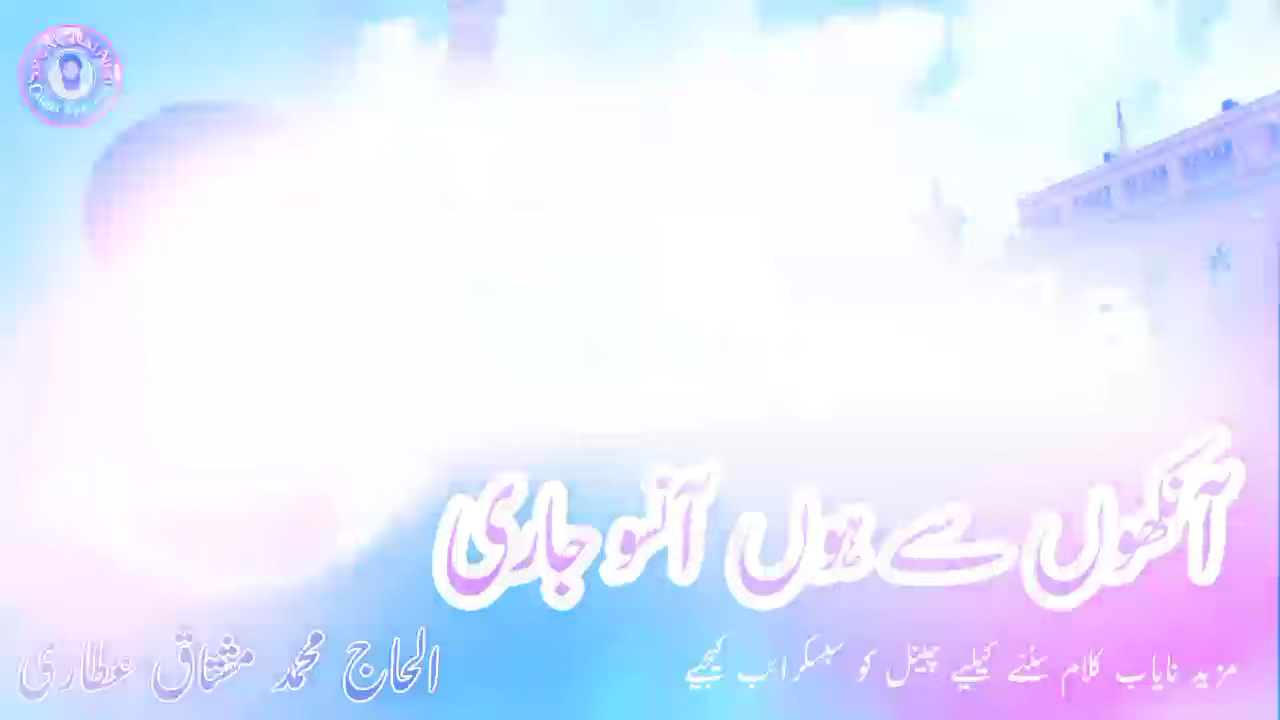 آنکھوں سے ہوں آنسو جاری
مزید نایاب کلام سننے کیلیے چینل کو سبسکرائب کیجیے
الحاج محمد مشتاق عطاری